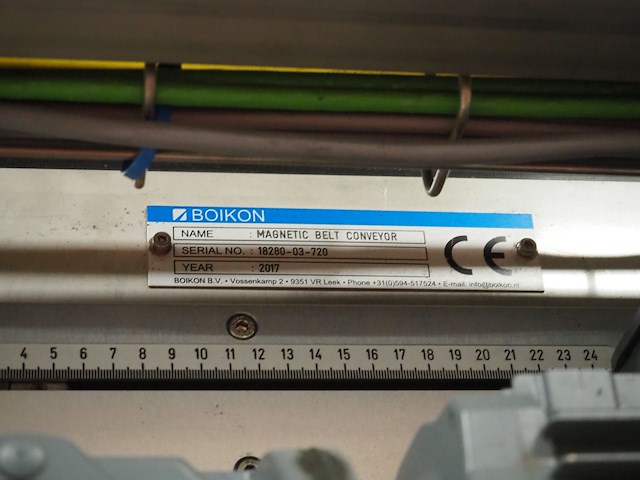 BOIKON
NAME : MAGNETIC BELT CONVEYOR
SERIAL NO. : 18280-03-720
YEAR : 2017
CE
BOIKON B.V. • Vossenkamp 2 • 9351 VR Leek • Phone +31(0)594-517524 • E-mail. info@boikon.nl
4 5 6 7 8 9 10 11 12 13 14 15 16 17 18 19 20 21 22 23 24